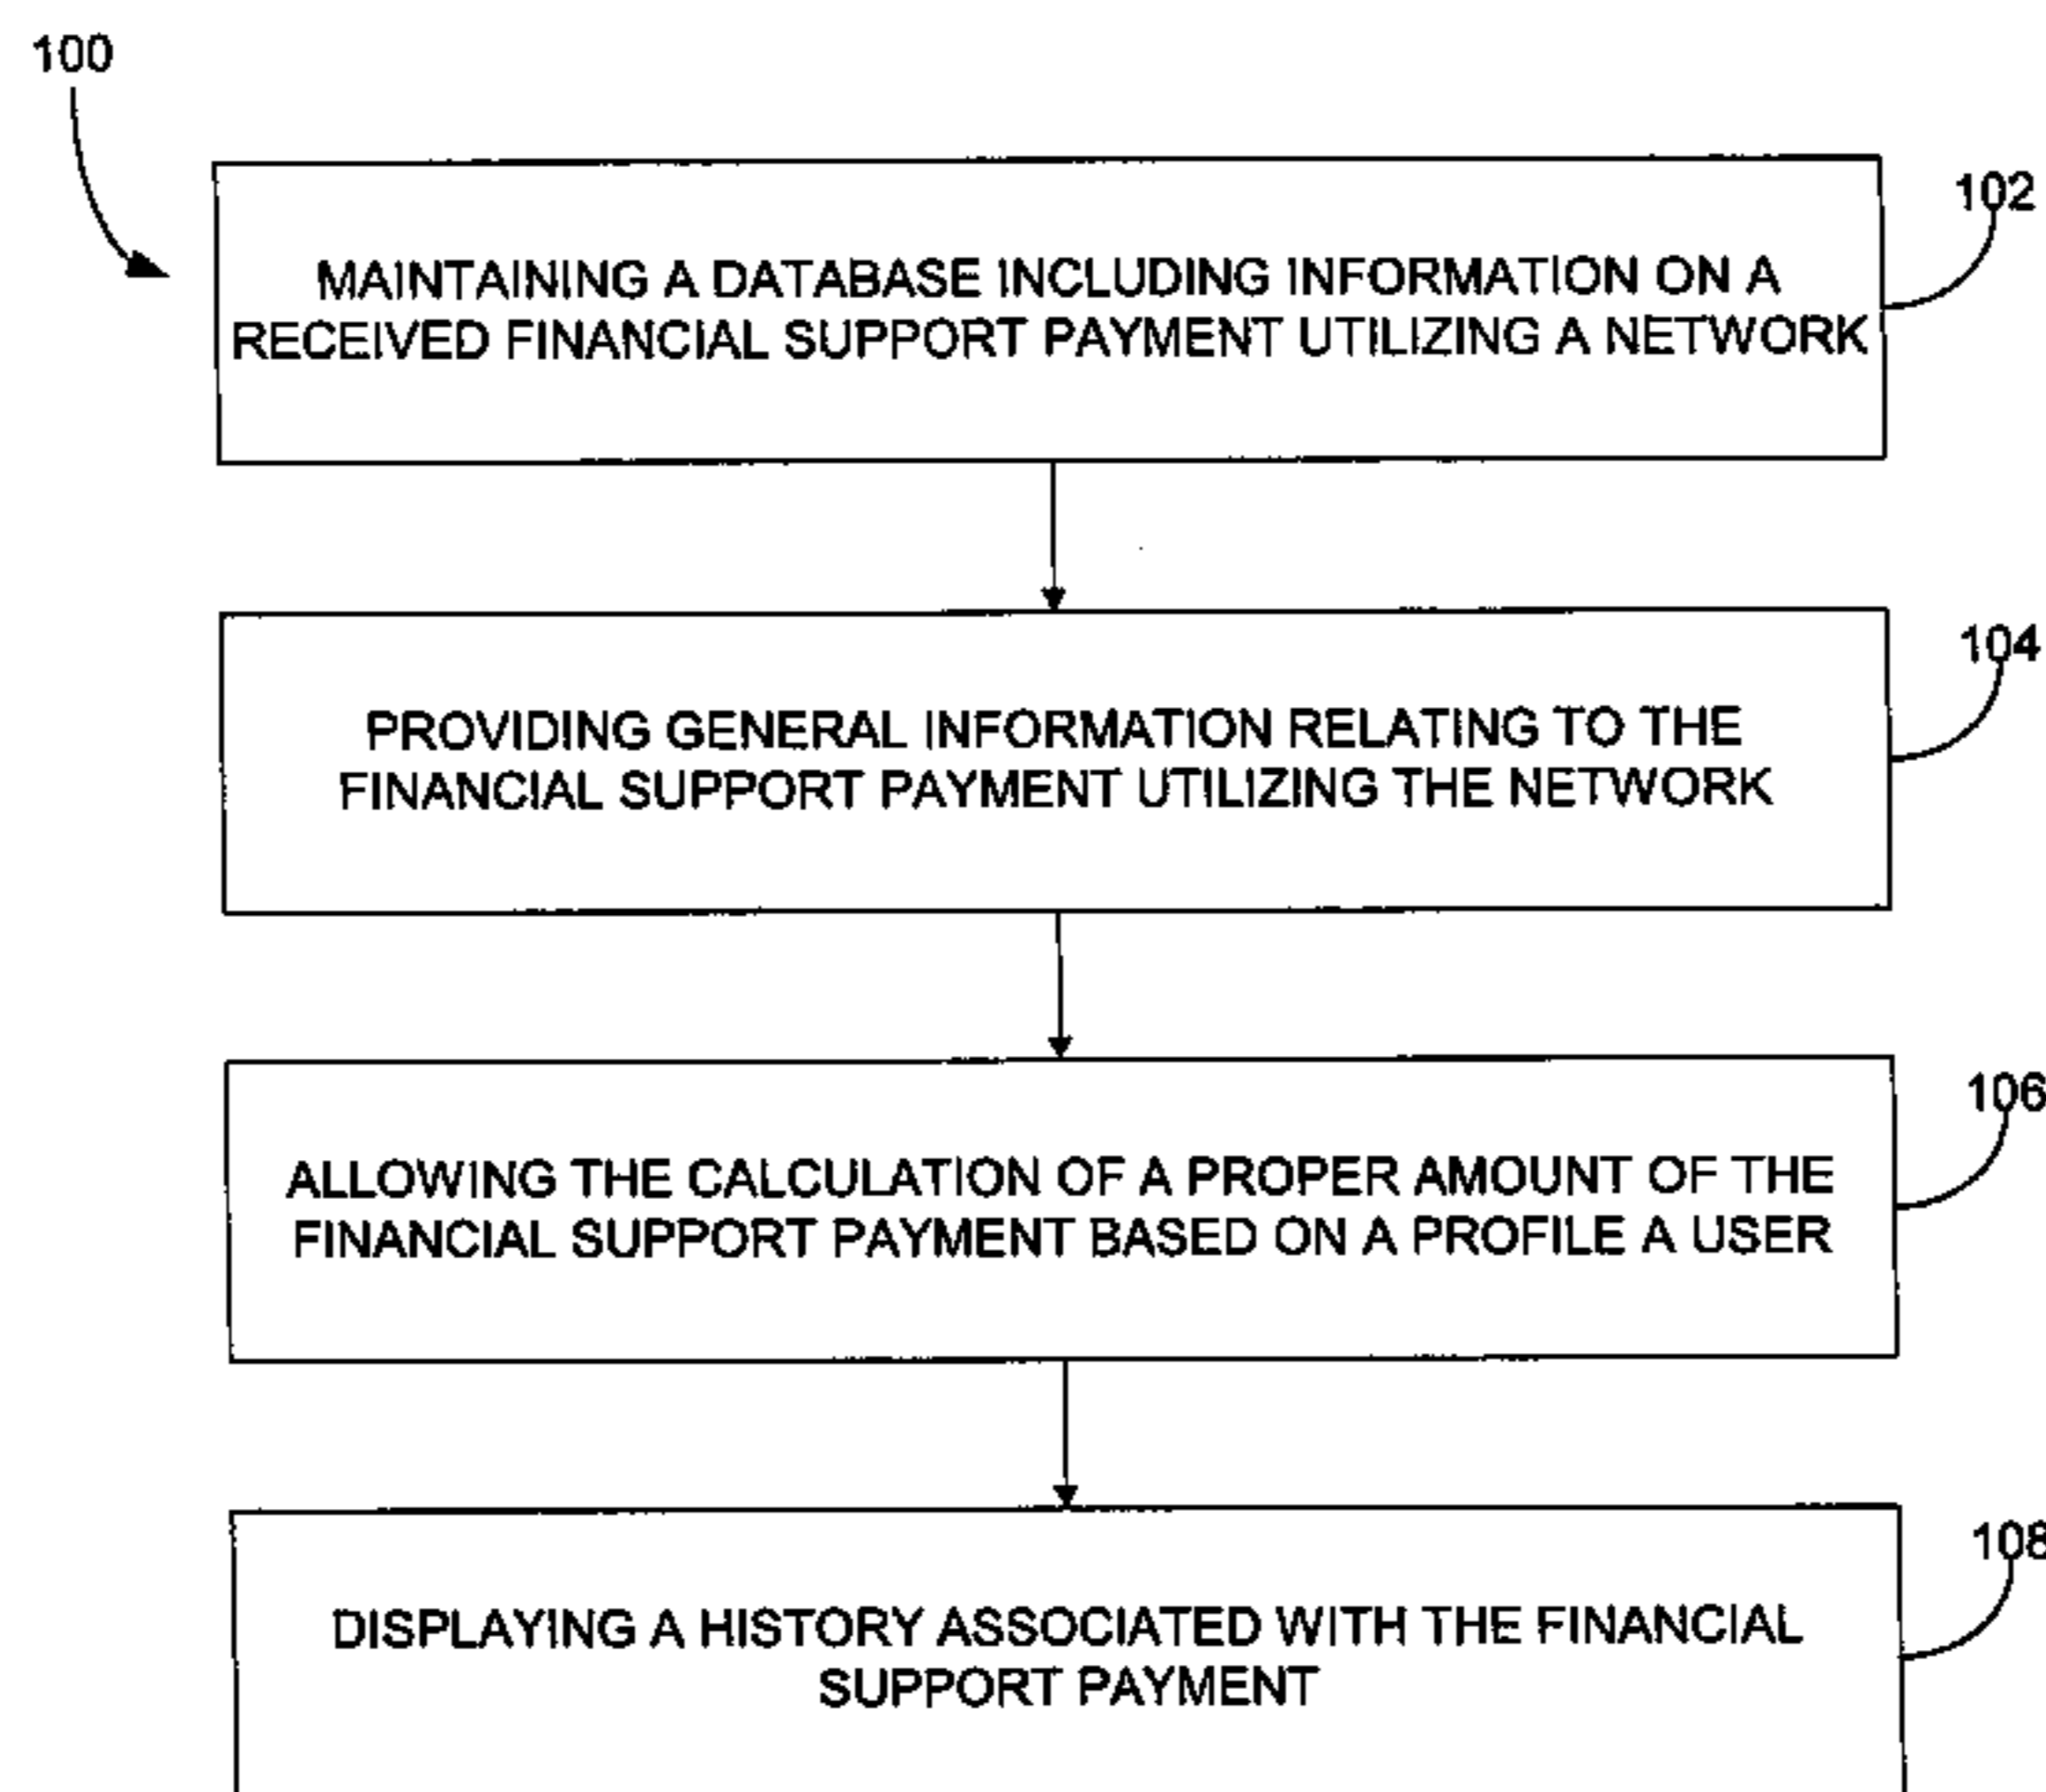 100
102
MAINTAINING A DATABASE INCLUDING INFORMATION ON A
RECEIVED FINANCIAL SUPPORT PAYMENT UTILIZING A NETWORK
104
PROVIDING GENERAL INFORMATION RELATING TO THE
FINANCIAL SUPPORT PAYMENT UTILIZING THE NETWORK
106
ALLOWING THE CALCULATION OF A PROPER AMOUNT OF THE
FINANCIAL SUPPORT PAYMENT BASED ON A PROFILE A USER
108
DISPLAYING A HISTORY ASSOCIATED WITH THE FINANCIAL
SUPPORT PAYMENT